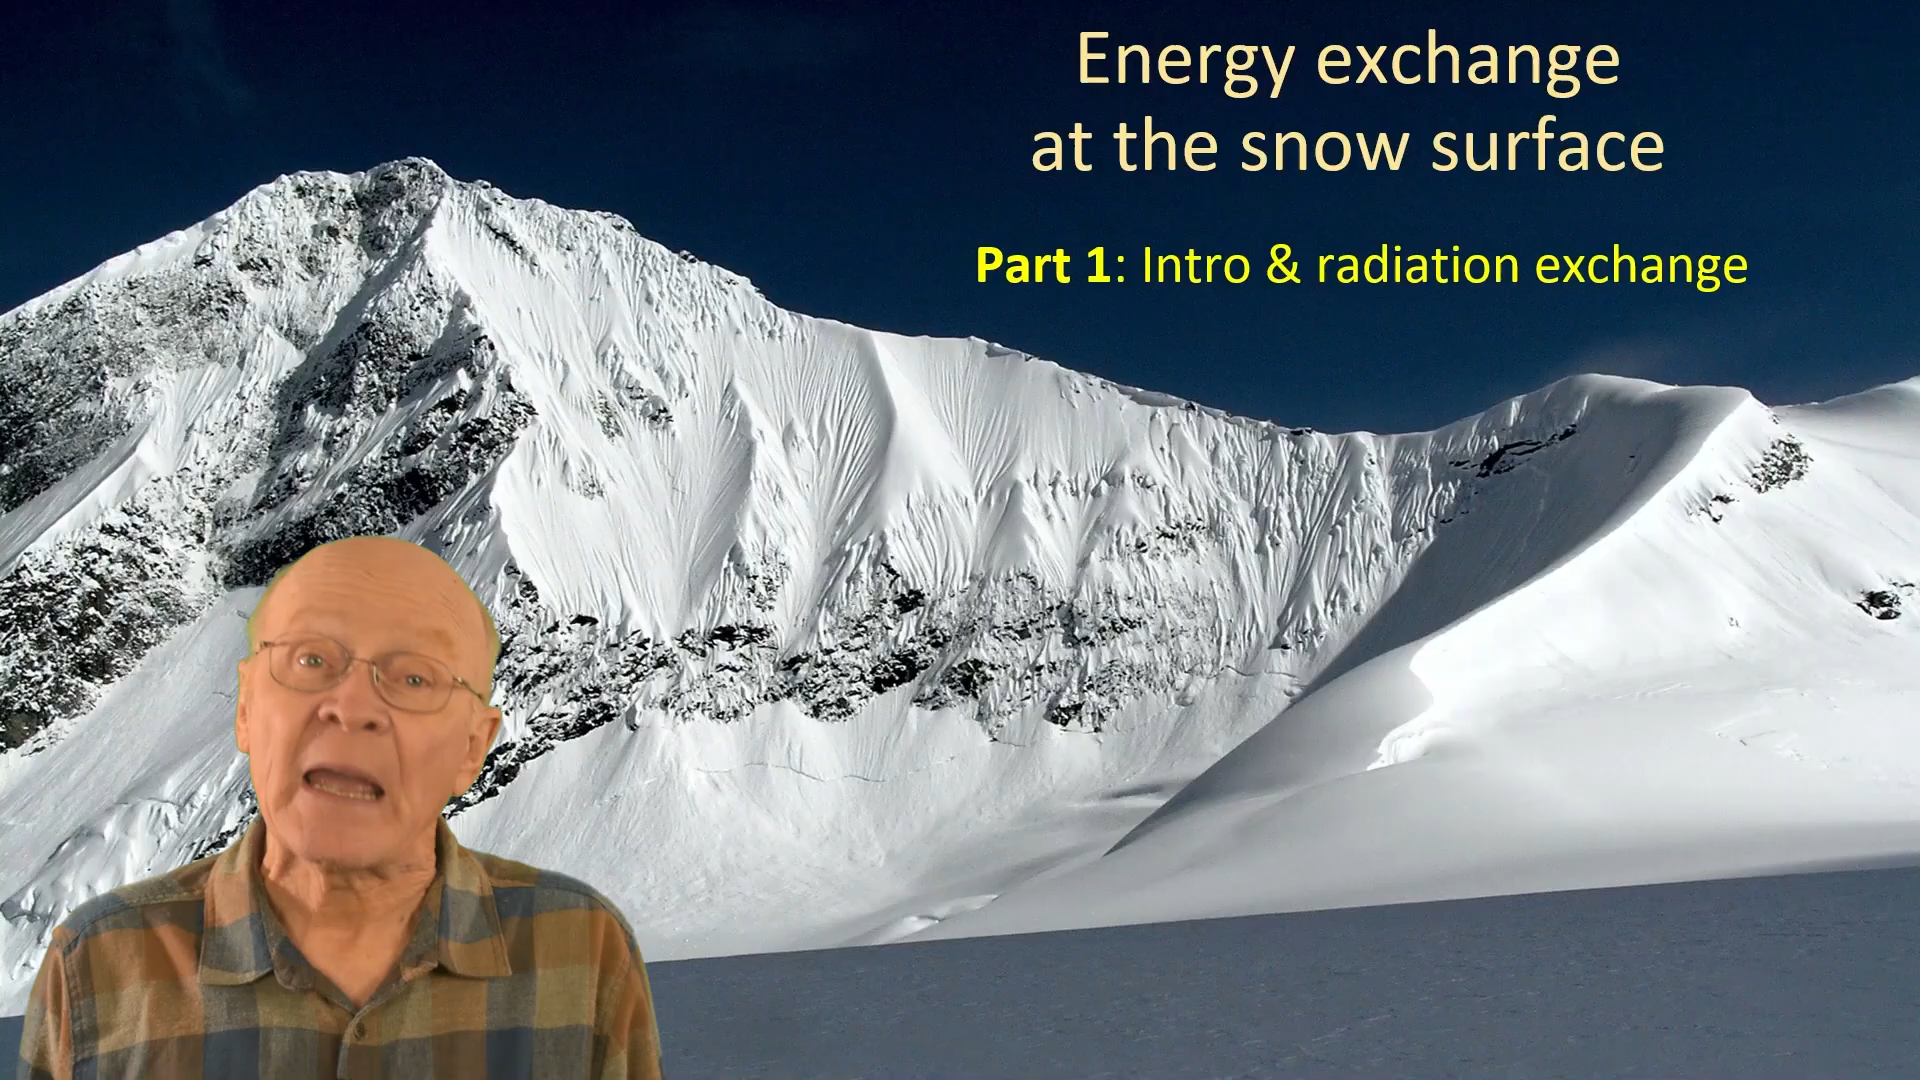 Energy exchange
at the snow surface
Part 1: Intro & radiation exchange